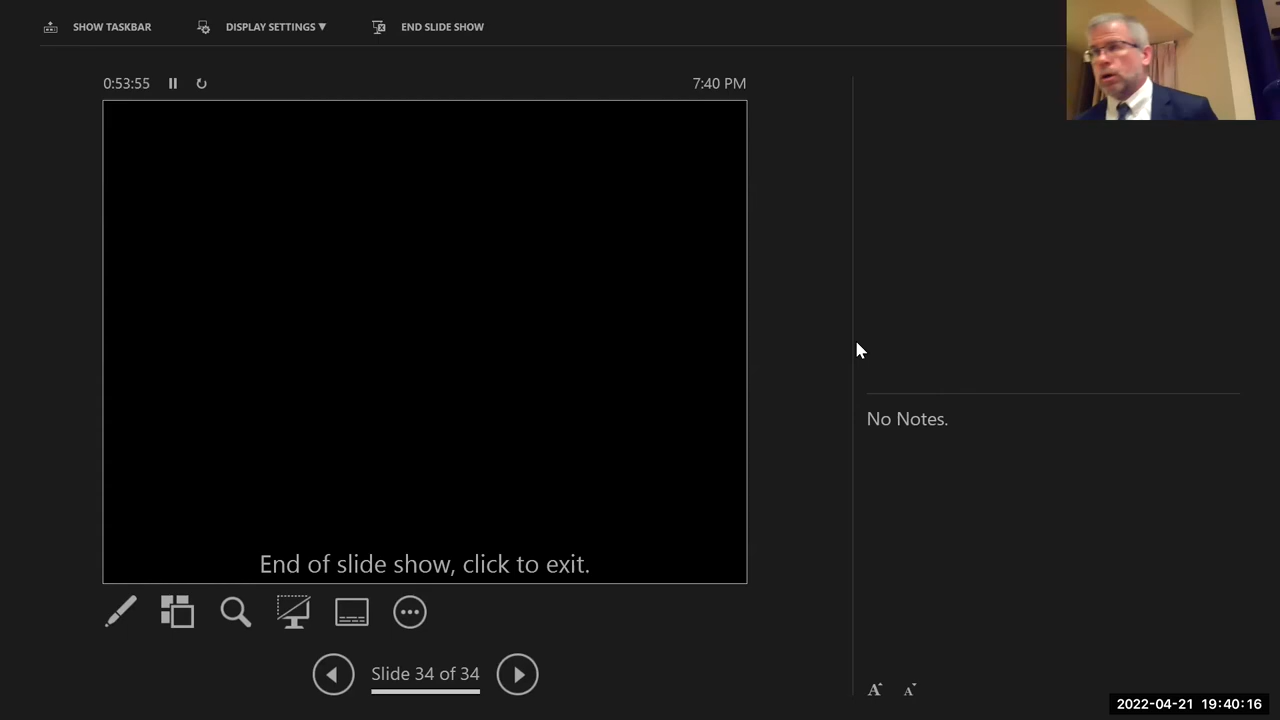 SHOW TASKBAR
DISPLAY SETTINGS ▼
END SLIDE SHOW
0:53:55
7:40 PM
End of slide show, click to exit.
No Notes.
Slide 34 of 34
A A
2022-04-21 19:40:16